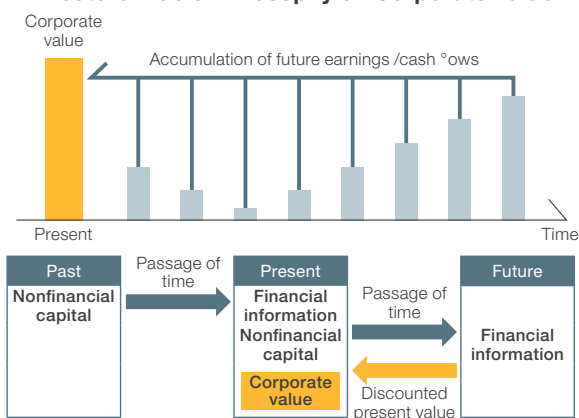 Corporate
value
Accumulation of future earnings /cash °ows
Present
Time
Past
Nonfinancial
capital
Passage of
time
Present
Financial
information
Nonfinancial
capital
Corporate
value
Passage of
time
Discounted
present value
Future
Financial
information